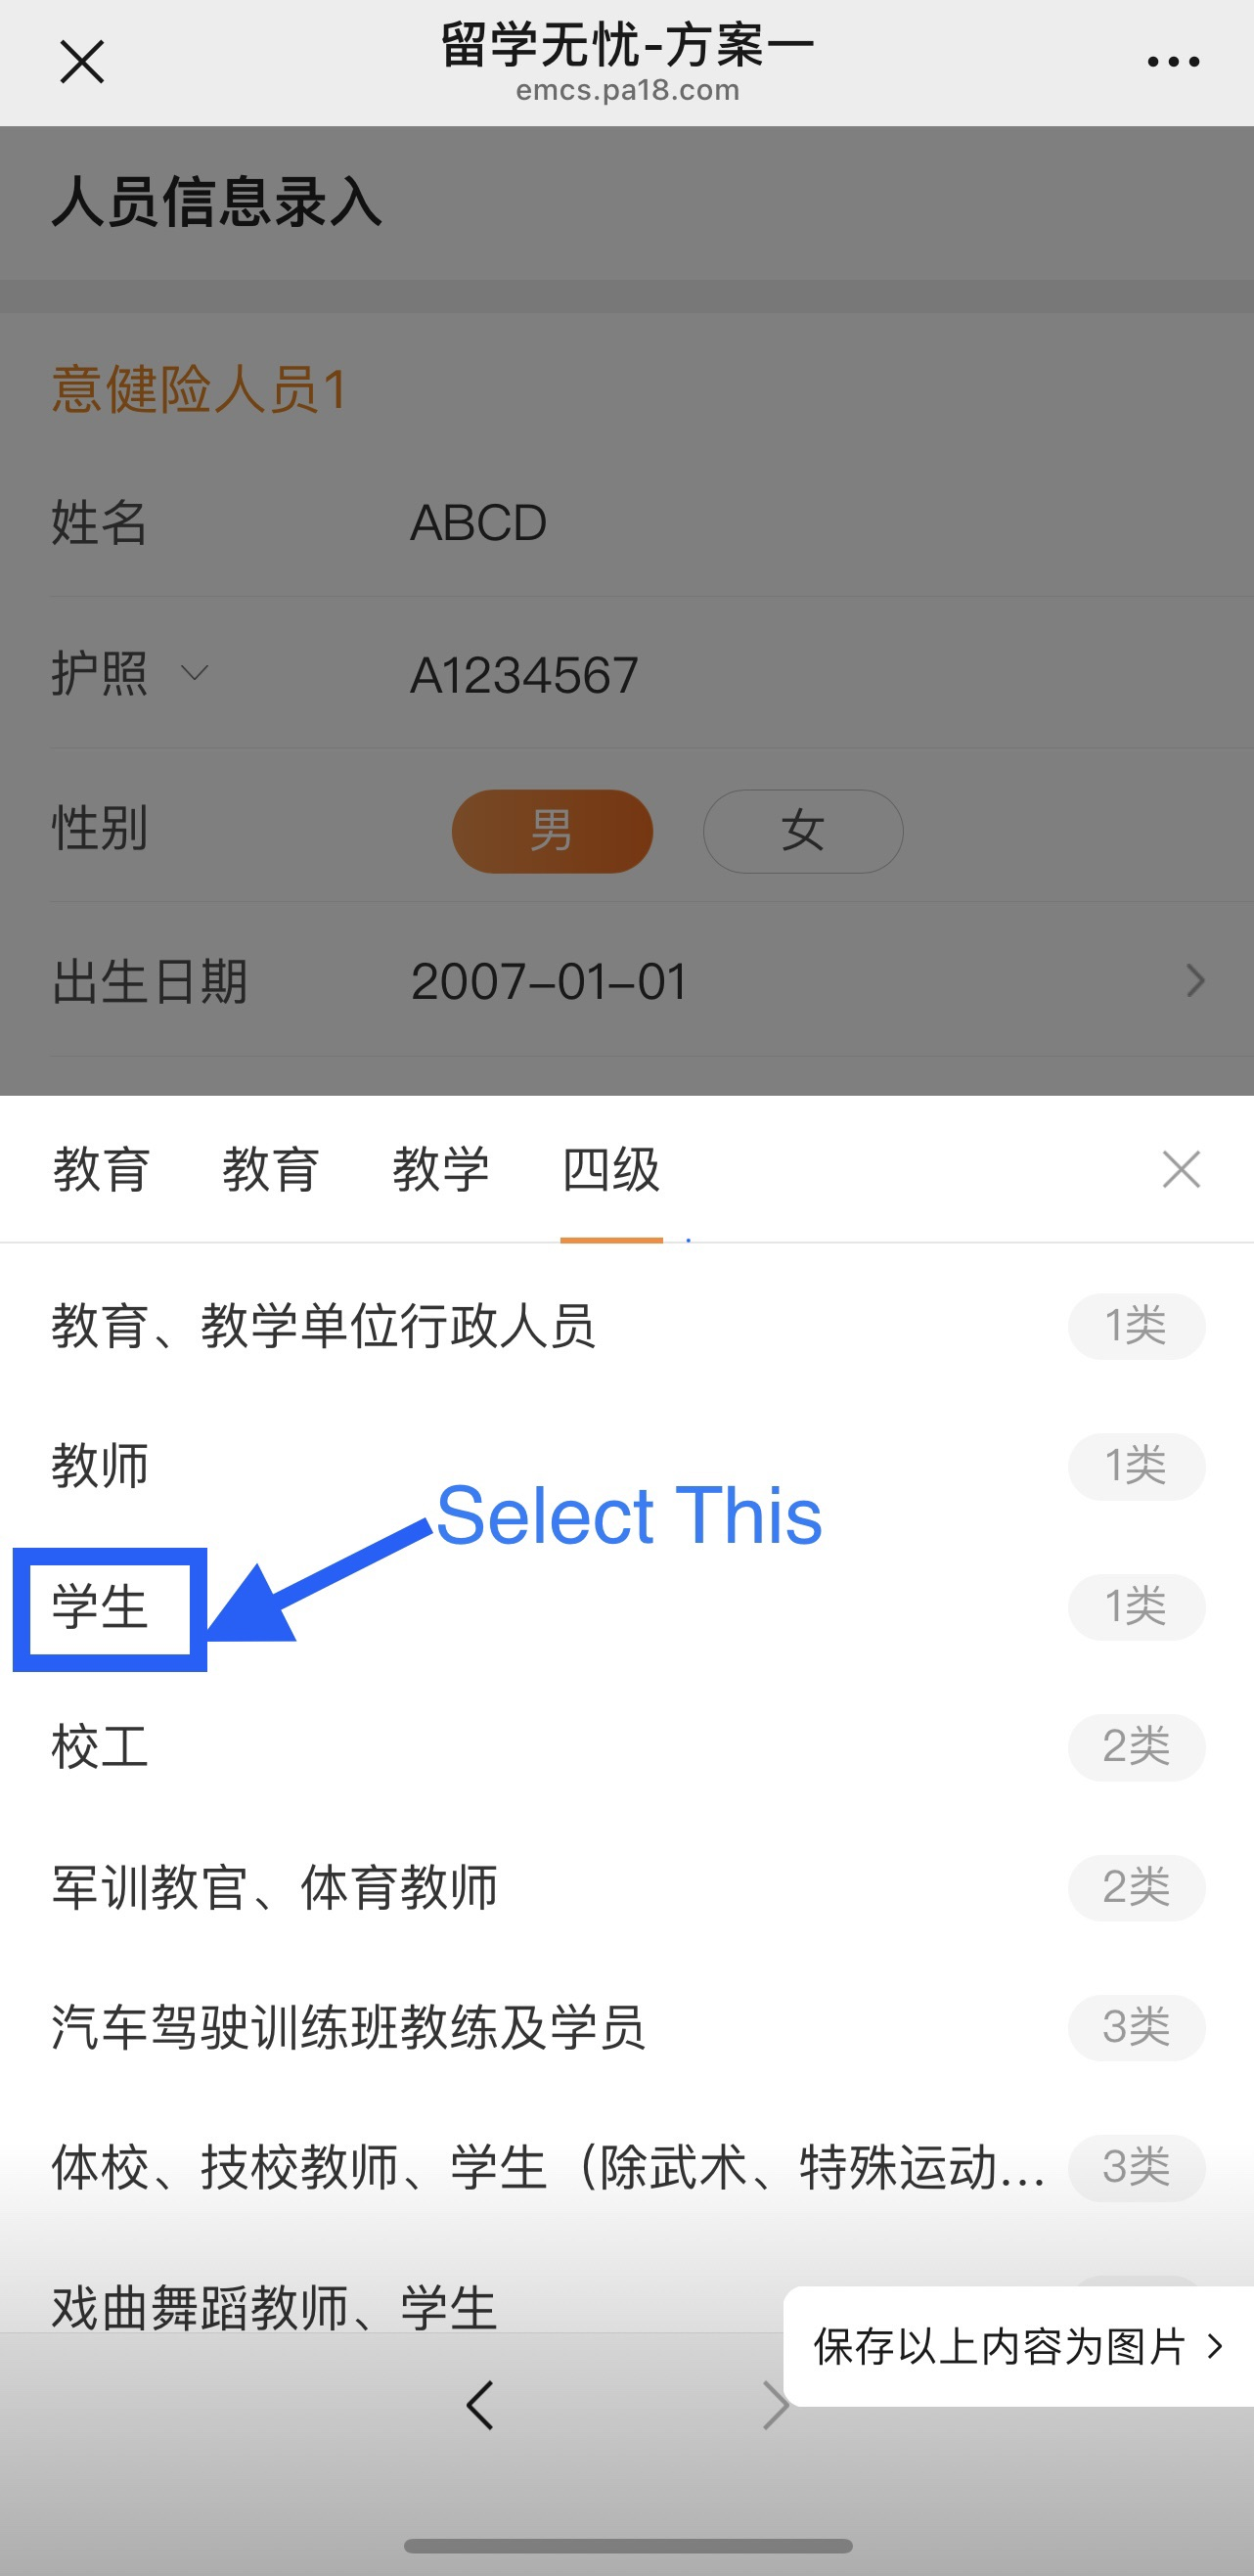 留学无忧-方案一
emcs.pa18.com
人员信息录入
意健险人员1
姓名 ABCD
护照 A1234567
性别 男 女
出生日期 2007-01-01
教育 教育 教学 四级
教育、教学单位行政人员 1类
教师 1类
Select This
学生 1类
校工 2类
军训教官、体育教师 2类
汽车驾驶训练班教练及学员 3类
体校、技校教师、学生（除武术、特殊运动... 3类
戏曲舞蹈教师、学生
保存以上内容为图片